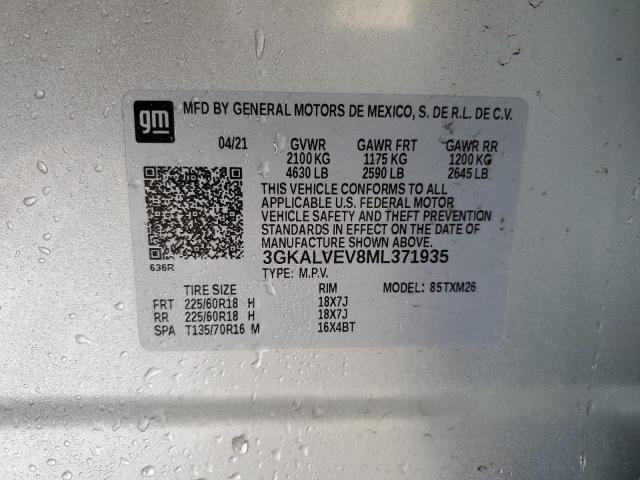 gm MFD BY GENERAL MOTORS DE MEXICO, S. DE R.L. DE C.V.
04/21 GVWR GAWR FRT GAWR RR
2100 KG 1175 KG 1200 KG
4630 LB 2590 LB 2645 LB
THIS VEHICLE CONFORMS TO ALL
APPLICABLE U.S. FEDERAL MOTOR
VEHICLE SAFETY AND THEFT PREVENTION
STANDARDS IN EFFECT ON THE DATE OF
MANUFACTURE SHOWN ABOVE.
3GKALVEV8ML371935
636R TYPE: M.P.V.
TIRE SIZE RIM MODEL: 85TXM26
FRT 225/60R18 H 18X7J
RR 225/60R18 H 18X7J
SPA T135/70R16 M 16X4BT